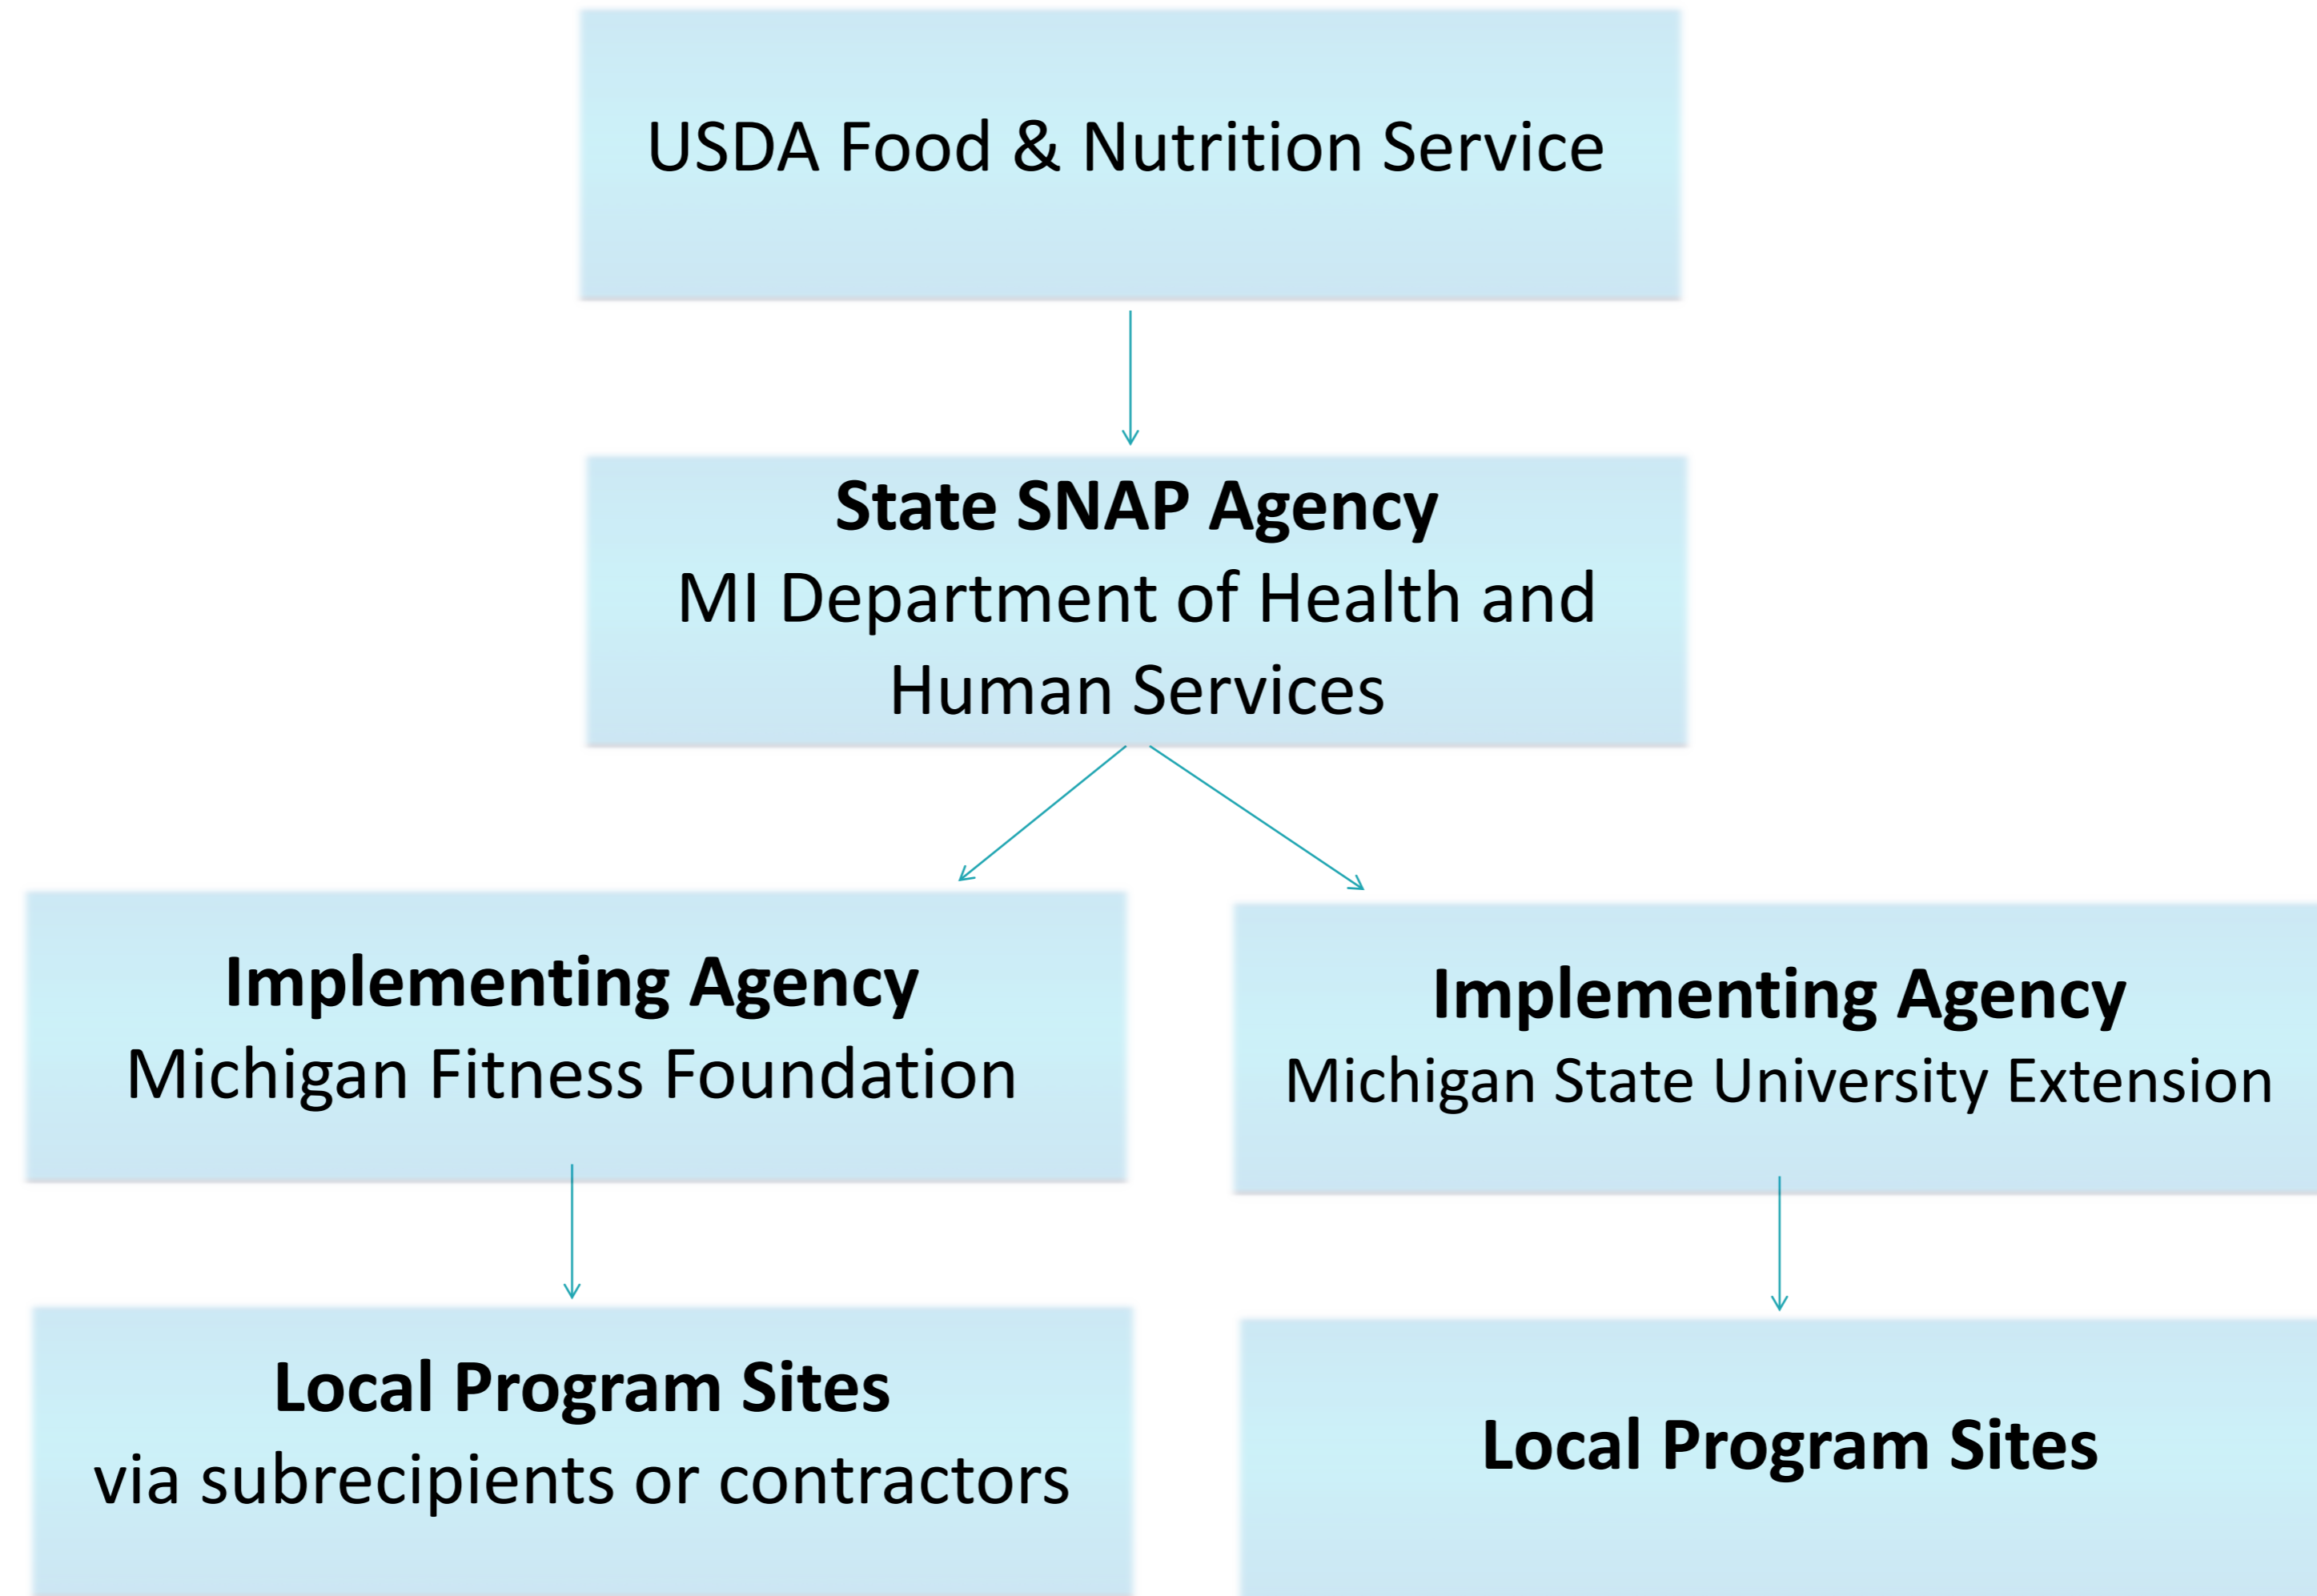 USDA Food & Nutrition Service
State SNAP Agency
MI Department of Health and
Human Services
Implementing Agency
Michigan Fitness Foundation
Implementing Agency
Michigan State University Extension
Local Program Sites
via subrecipients or contractors
Local Program Sites